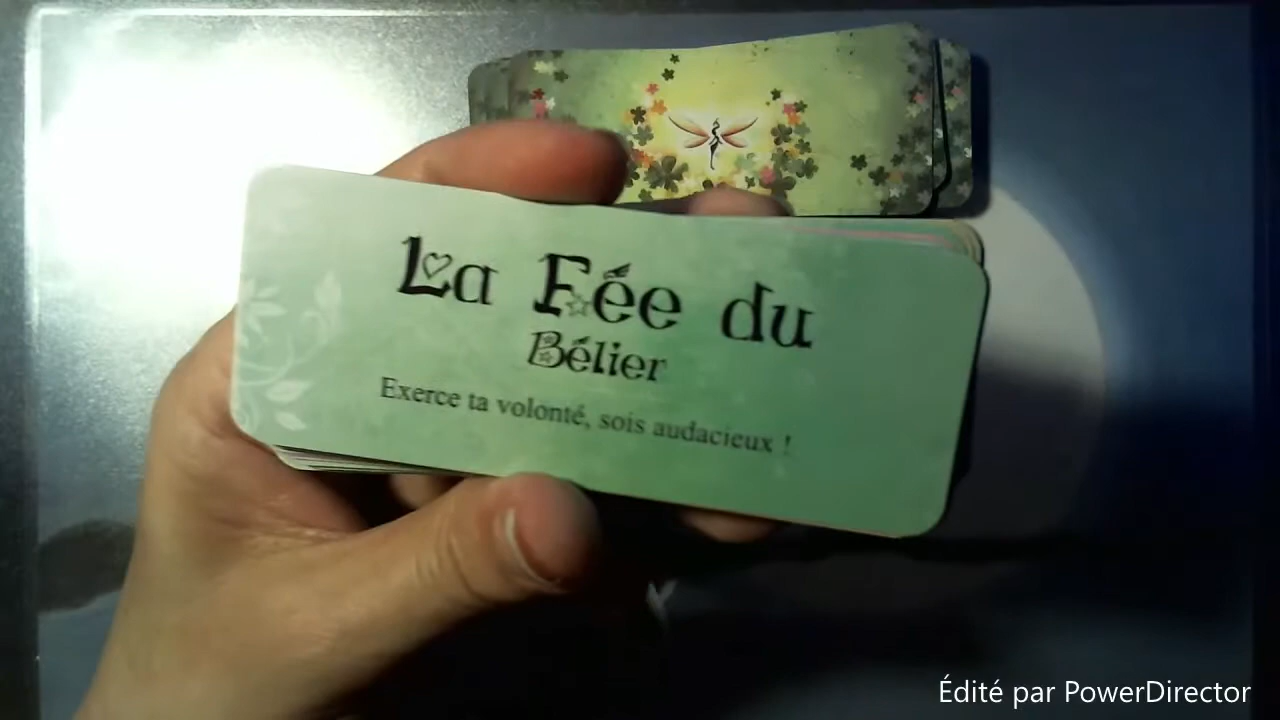 La Fée du
Bélier
Exerce ta volonté, sois audacieux !
Édité par PowerDirector